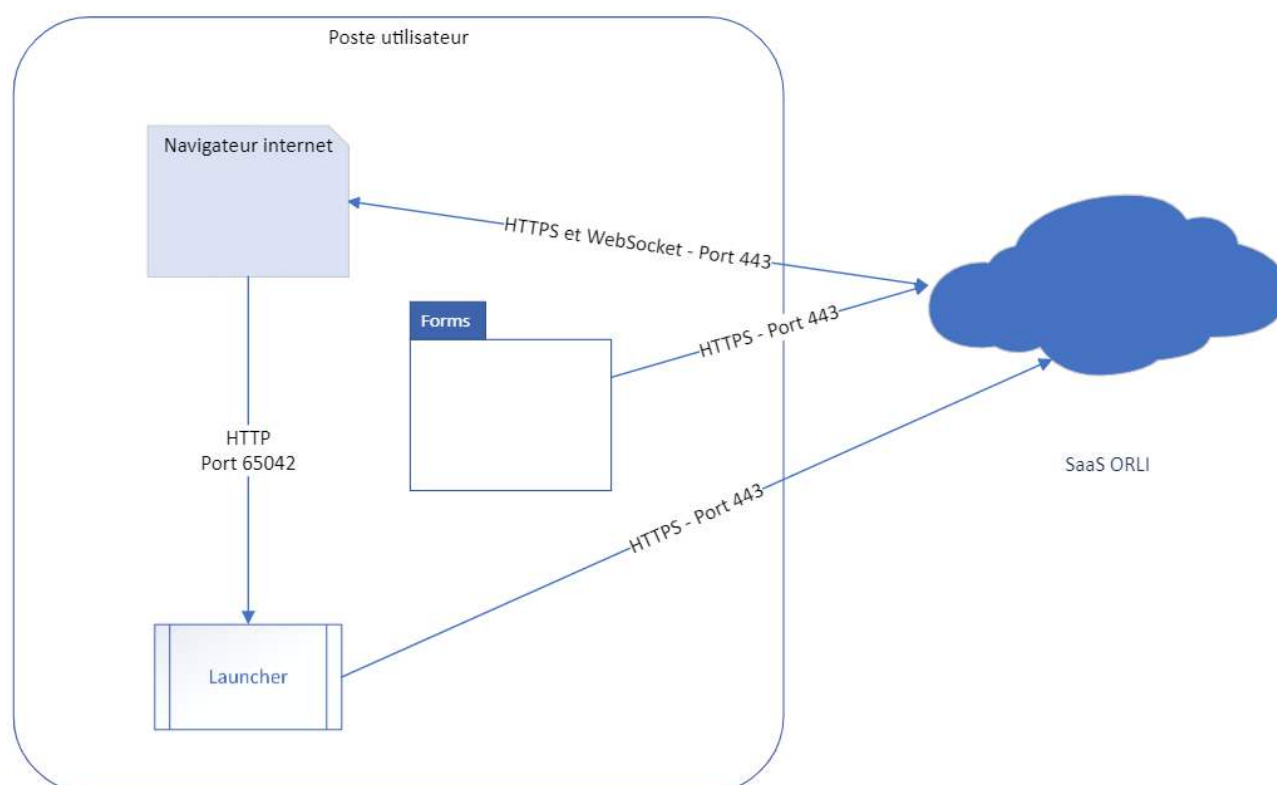 Poste utilisateur
Navigateur internet
HTTPS et WebSocket - Port 443
Forms
HTTPS - Port 443
HTTP
Port 65042
SaaS ORLI
HTTPS - Port 443
Launcher